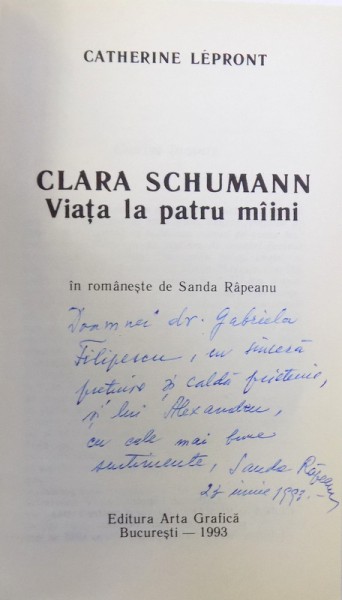 CATHERINE LÉPRONT
CLARA SCHUMANN
Viața la patru mîini
în românește de Sanda Râpeanu
Doamnei dr. Gabriela
Filipescu, cu sinceră
prețuire și caldă prietenie,
și lui Alexandru,
cu cele mai bune
sentimente, Sanda Râpeanu
iunie 1993.
Editura Arta Grafică
București — 1993